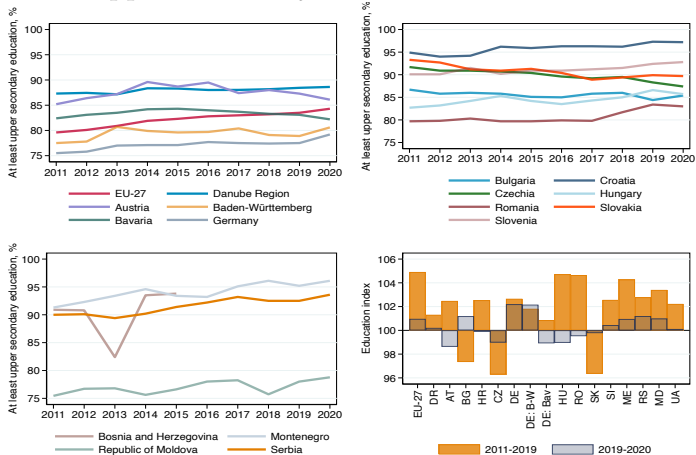 At least upper secondary education, %
100
95
90
85
80
75
2011 2012 2013 2014 2015 2016 2017 2018 2019 2020
EU-27 Danube Region
Austria Baden-Württemberg
Bavaria Germany
At least upper secondary education, %
100
95
90
85
80
75
2011 2012 2013 2014 2015 2016 2017 2018 2019 2020
Bulgaria Croatia
Czechia Hungary
Romania Slovakia
Slovenia
At least upper secondary education, %
100
95
90
85
80
75
2011 2012 2013 2014 2015 2016 2017 2018 2019 2020
Bosnia and Herzegovina Montenegro
Republic of Moldova Serbia
Education index
106
104
102
100
98
96
EU-27 DR AT BG HR CZ DE DE: B-W DE: Bav HU RO SK SI ME RS MD UA
2011-2019 2019-2020